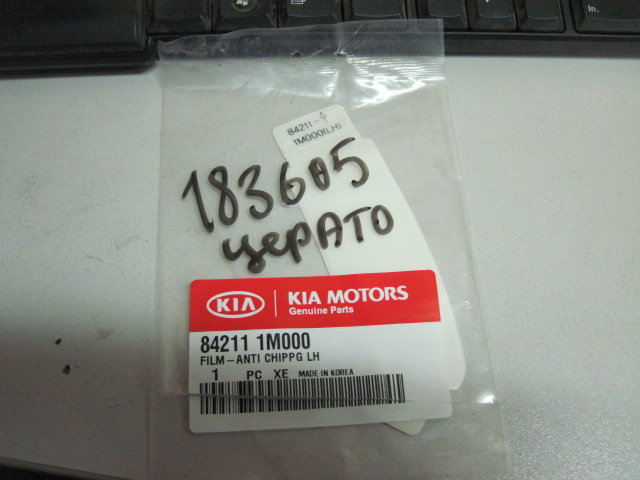 84211-↑
1M000(LH)
183605
церАТО
KIA
KIA MOTORS
Genuine Parts
84211 1M000
FILM-ANTI CHIPPG LH
1 PC XE MADE IN KOREA